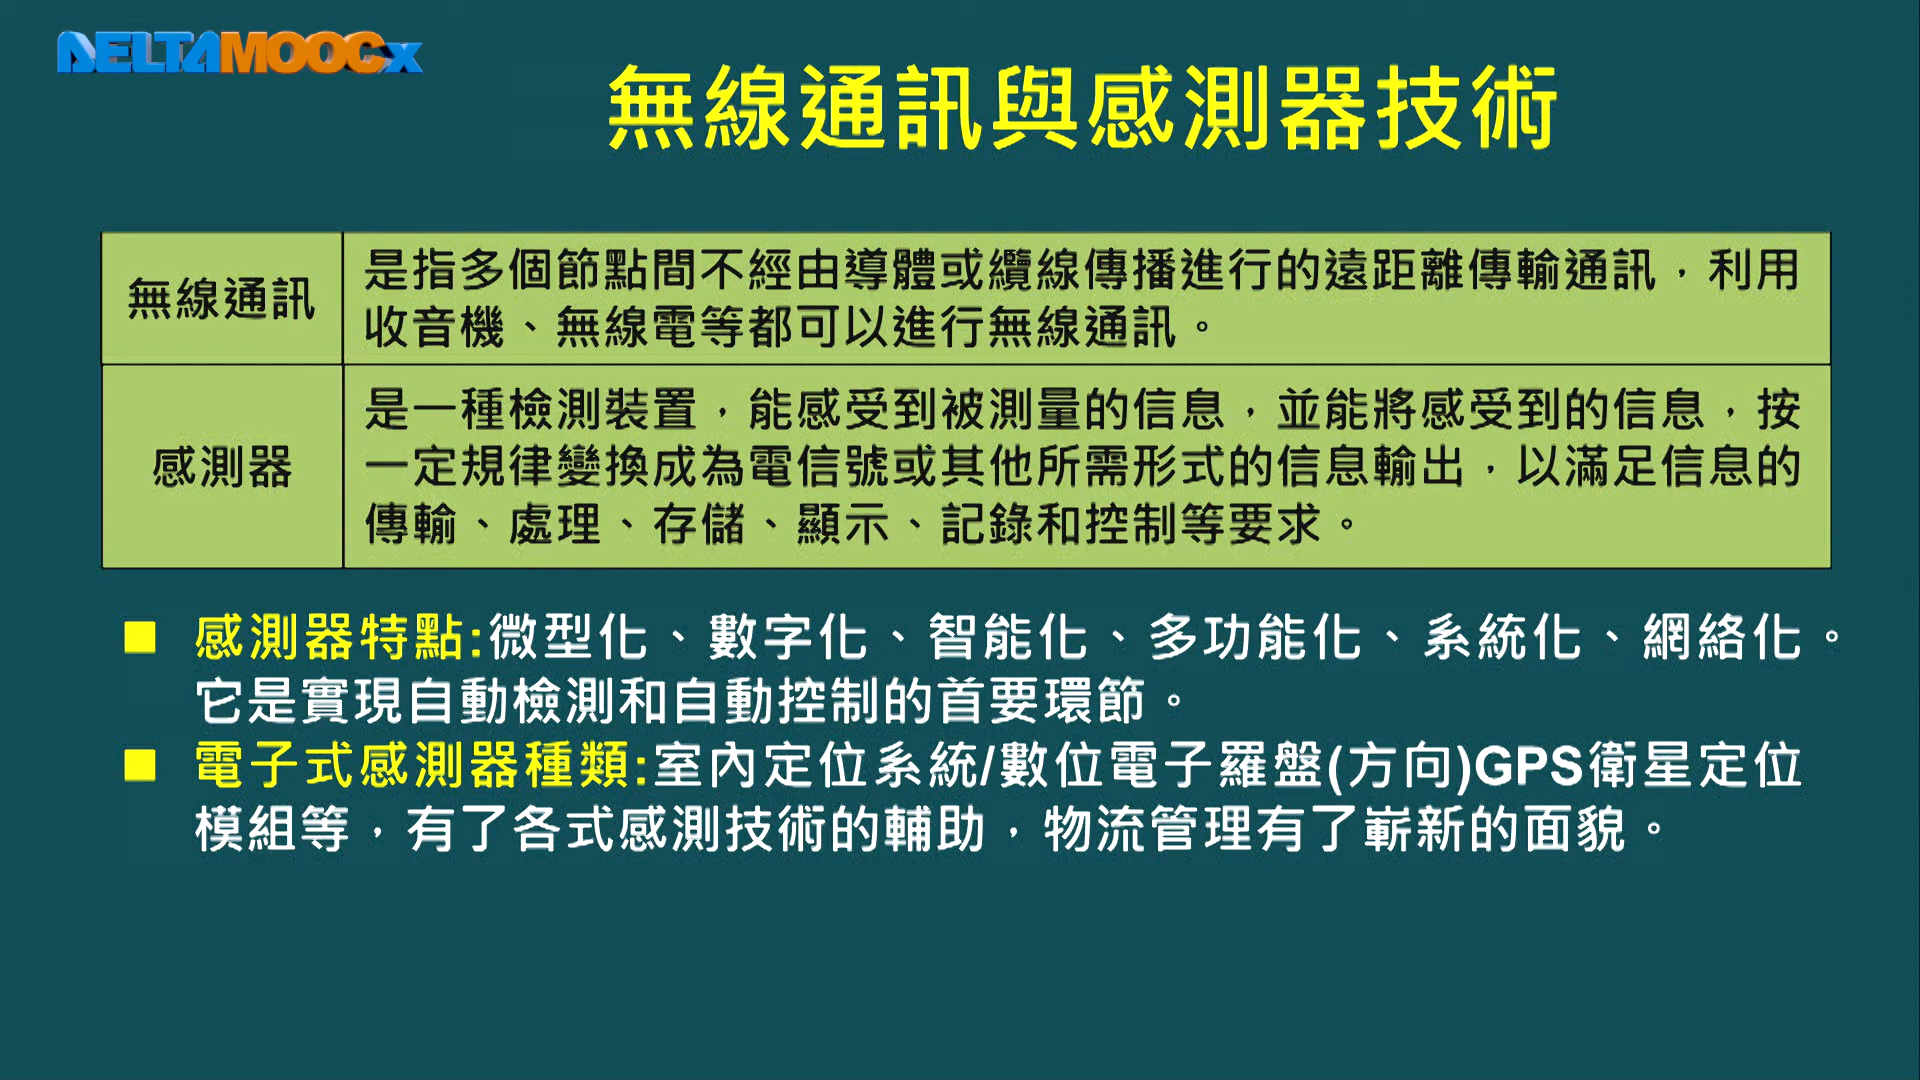 DELTAMOOCx
無線通訊與感測器技術
無線通訊
是指多個節點間不經由導體或纜線傳播進行的遠距離傳輸通訊，利用
收音機、無線電等都可以進行無線通訊。
感測器
是一種檢測裝置，能感受到被測量的信息，並能將感受到的信息，按
一定規律變換成為電信號或其他所需形式的信息輸出，以滿足信息的
傳輸、處理、存儲、顯示、記錄和控制等要求。
■ 感測器特點:微型化、數字化、智能化、多功能化、系統化、網絡化。
它是實現自動檢測和自動控制的首要環節。
■ 電子式感測器種類:室內定位系統/數位電子羅盤(方向)GPS衛星定位
模組等，有了各式感測技術的輔助，物流管理有了嶄新的面貌。